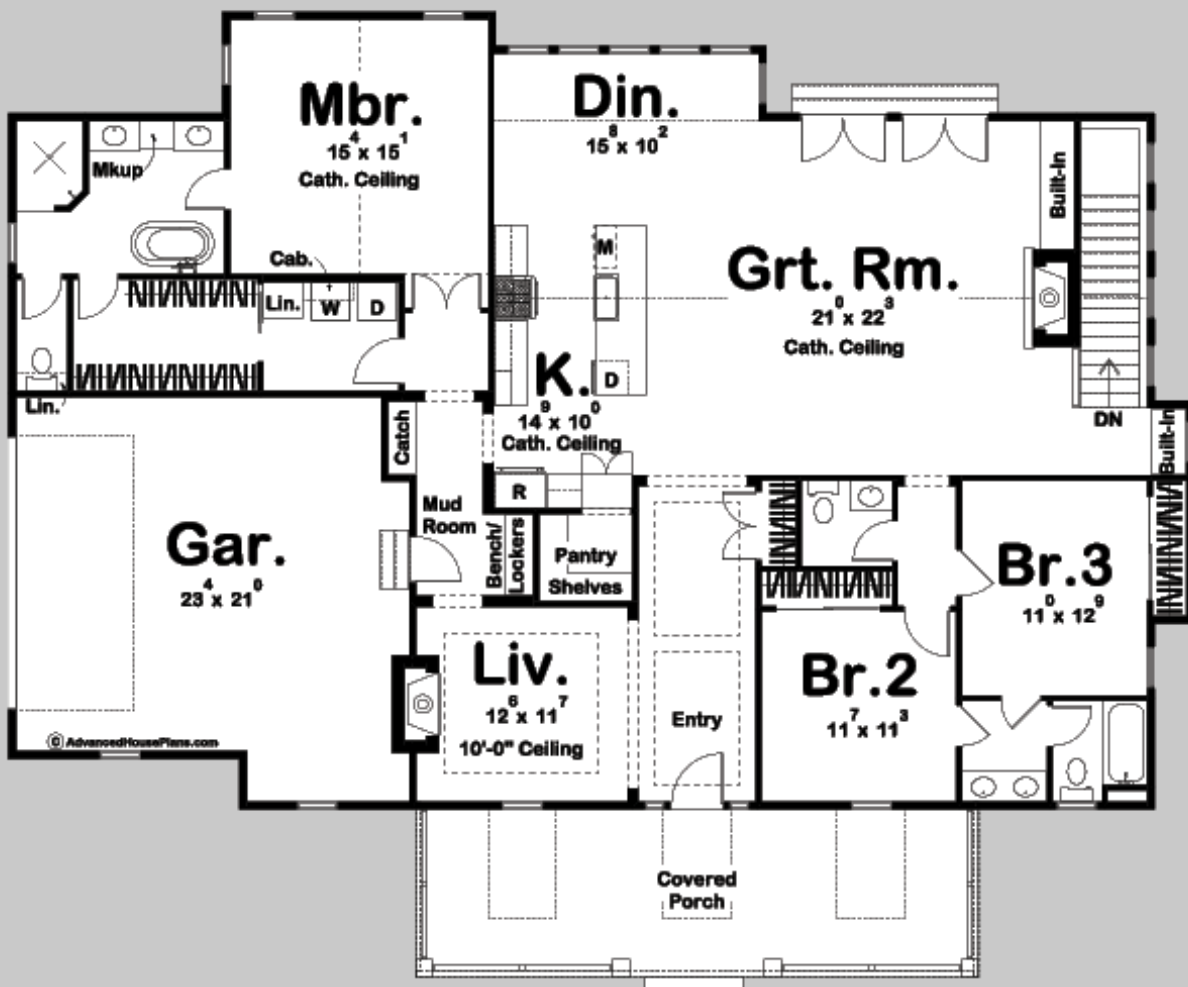 Mbr.
15⁴ x 15¹
Cath. Ceiling
Din.
15⁸ x 10²
Mkup
Built-In
Grt. Rm.
21⁰ x 22³
Cath. Ceiling
M
Cab.
Lin.
W
D
K.
14⁹ x 10⁰
Cath. Ceiling
D
Lin.
DN
Catch
Built-In
R
Mud
Room
Bench/
Lockers
Pantry
Shelves
Gar.
23⁴ x 21⁰
Br.3
11⁰ x 12⁹
Liv.
12⁶ x 11⁷
10'-0" Ceiling
Entry
Br.2
11⁷ x 11³
© AdvancedHousePlans.com
Covered
Porch